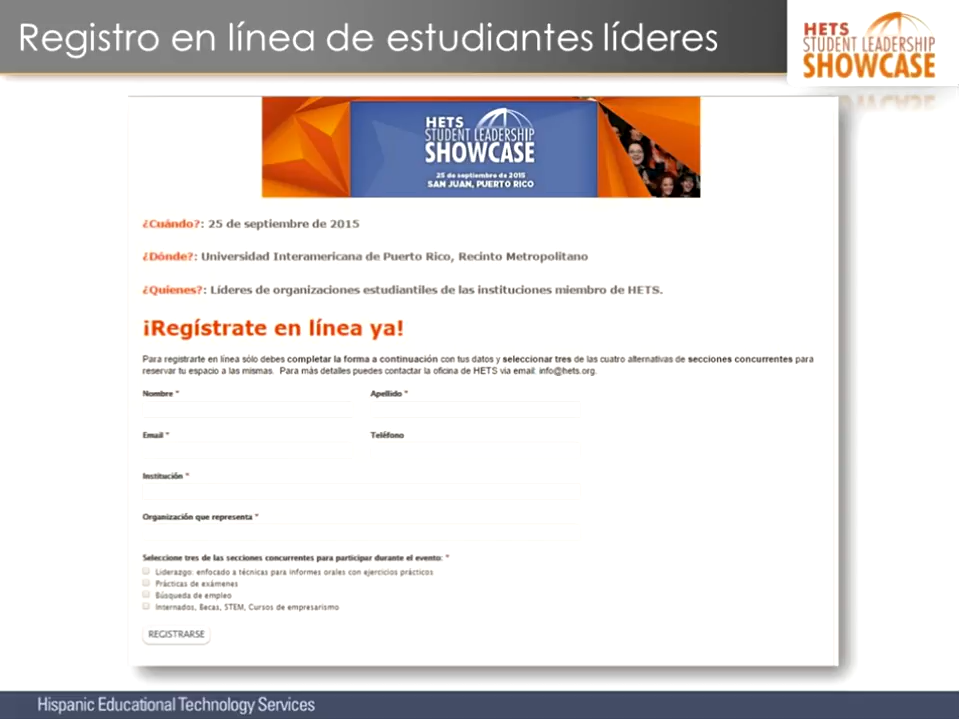 Registro en línea de estudiantes líderes
HETS
STUDENT LEADERSHIP
SHOWCASE
HETS
STUDENT LEADERSHIP
SHOWCASE
25 de septiembre de 2015
SAN JUAN, PUERTO RICO
¿Cuándo?: 25 de septiembre de 2015
¿Dónde?: Universidad Interamericana de Puerto Rico, Recinto Metropolitano
¿Quienes?: Líderes de organizaciones estudiantiles de las instituciones miembro de HETS.
¡Regístrate en línea ya!
Para registrarte en línea sólo debes completar la forma a continuación con tus datos y seleccionar tres de las cuatro alternativas de secciones concurrentes para
reservar tu espacio a las mismas. Para más detalles puedes contactar la oficina de HETS via email: info@hets.org.
Nombre * Apellido *
Email * Teléfono
Institución *
Organización que representa *
Seleccione tres de las secciones concurrentes para participar durante el evento: *
Liderazgo: enfocado a técnicas para informes orales con ejercicios prácticos
Prácticas de exámenes
Búsqueda de empleo
Internados, Becas, STEM, Cursos de empresarismo
REGISTRARSE
Hispanic Educational Technology Services